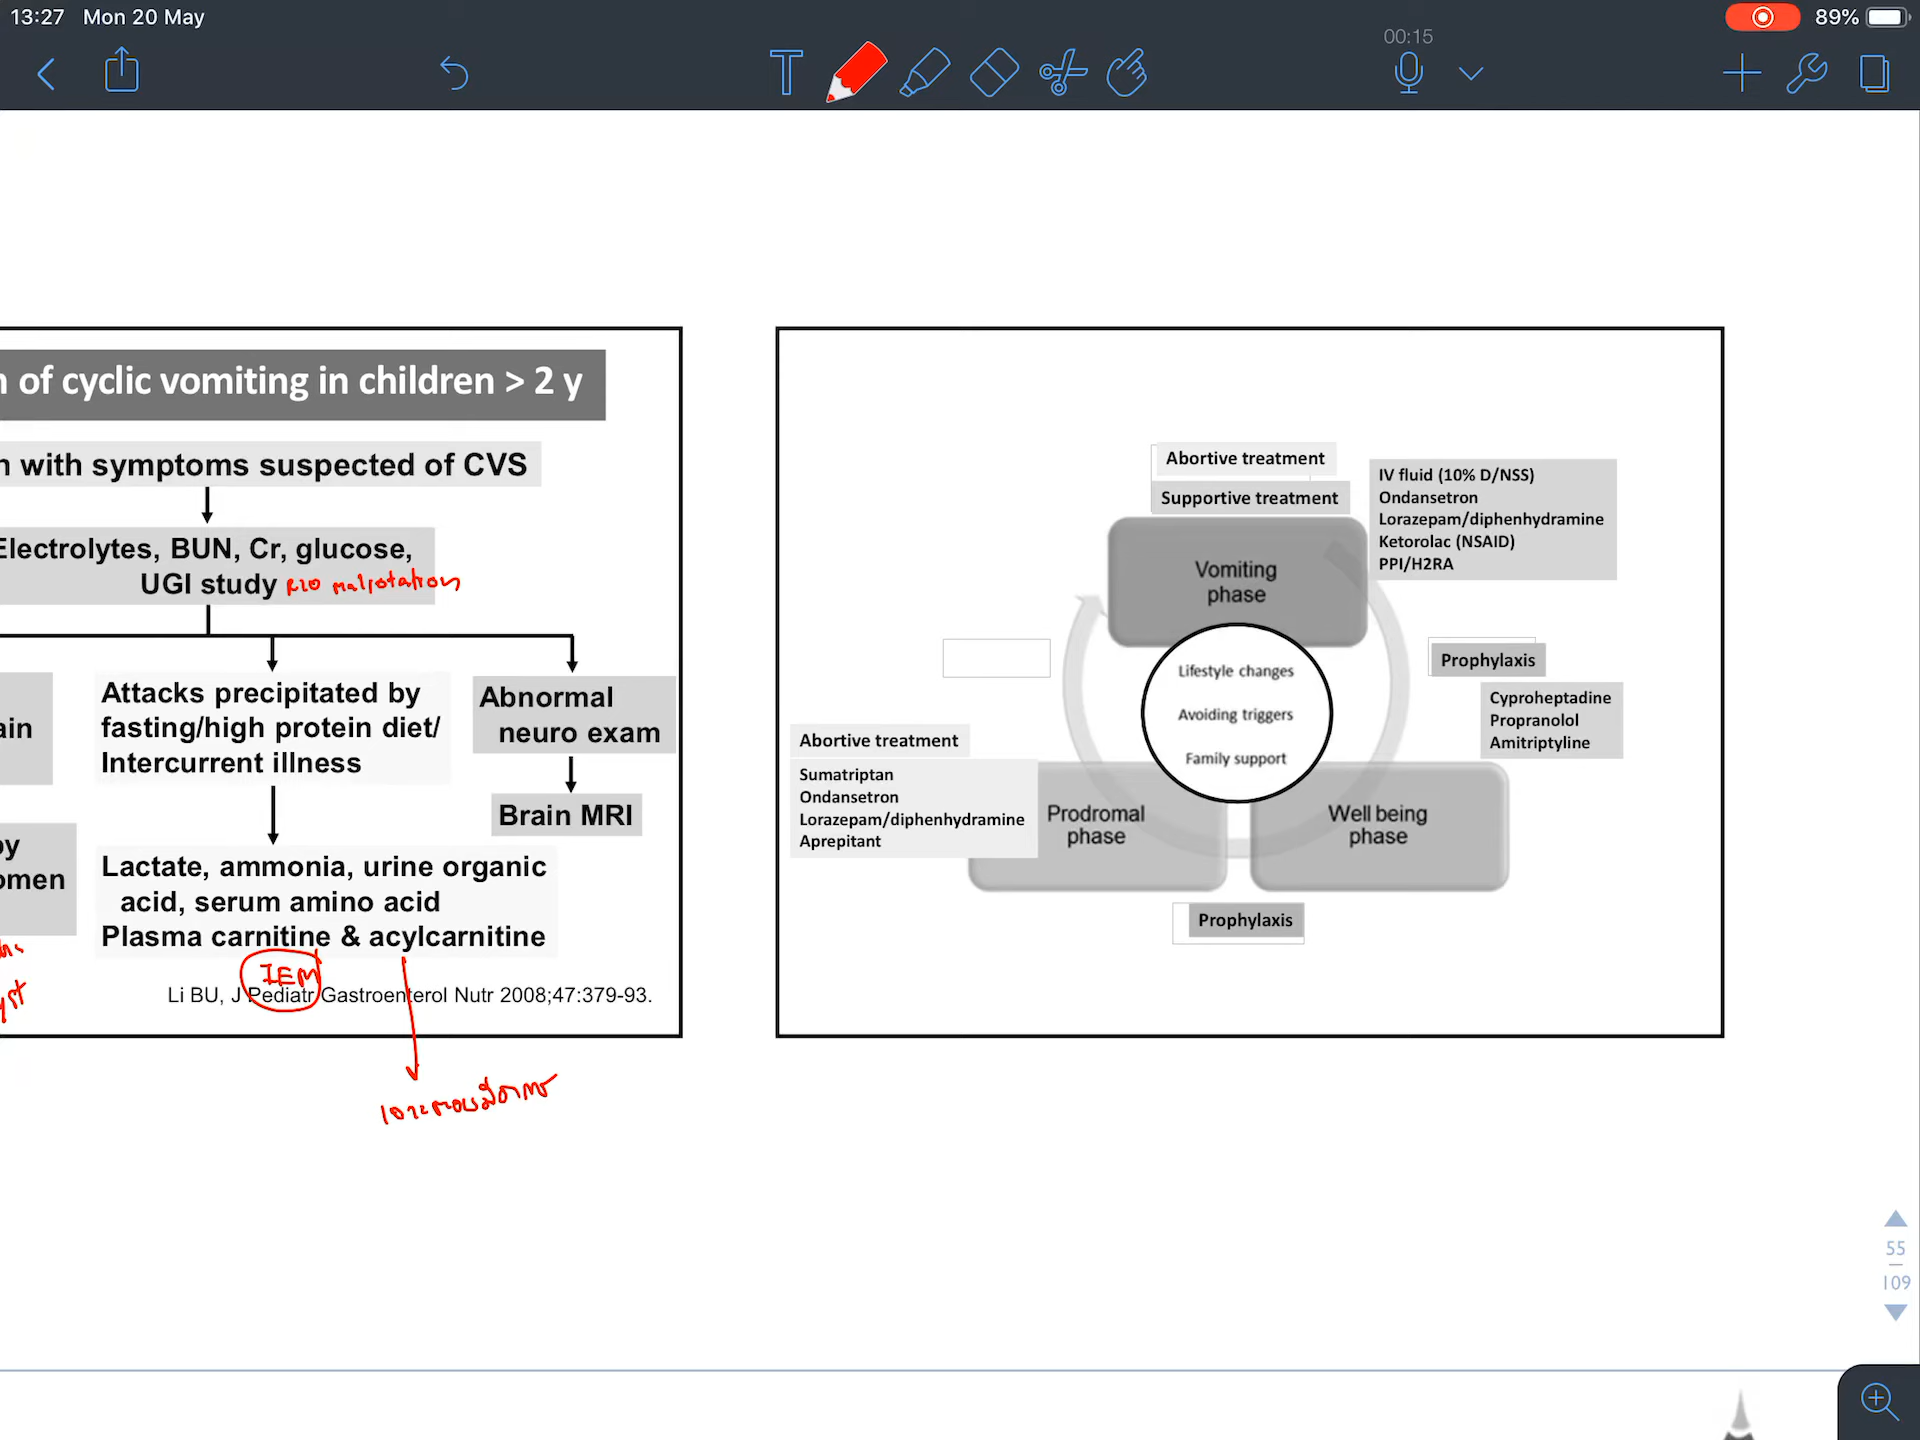 13:27 Mon 20 May
89%
00:15
n of cyclic vomiting in children > 2 y
n with symptoms suspected of CVS
Electrolytes, BUN, Cr, glucose,
UGI study R/O malrotation
ain
Attacks precipitated by
fasting/high protein diet/
Intercurrent illness
Abnormal
neuro exam
Brain MRI
by
omen
Lactate, ammonia, urine organic
acid, serum amino acid
Plasma carnitine & acylcarnitine
IEM
Li BU, J Pediatr Gastroenterol Nutr 2008;47:379-93.
Abortive treatment
Supportive treatment
IV fluid (10% D/NSS)
Ondansetron
Lorazepam/diphenhydramine
Ketorolac (NSAID)
PPI/H2RA
Vomiting
phase
Lifestyle changes
Avoiding triggers
Family support
Prophylaxis
Cyproheptadine
Propranolol
Amitriptyline
Abortive treatment
Sumatriptan
Ondansetron
Lorazepam/diphenhydramine
Aprepitant
Prodromal
phase
Well being
phase
Prophylaxis
55
109